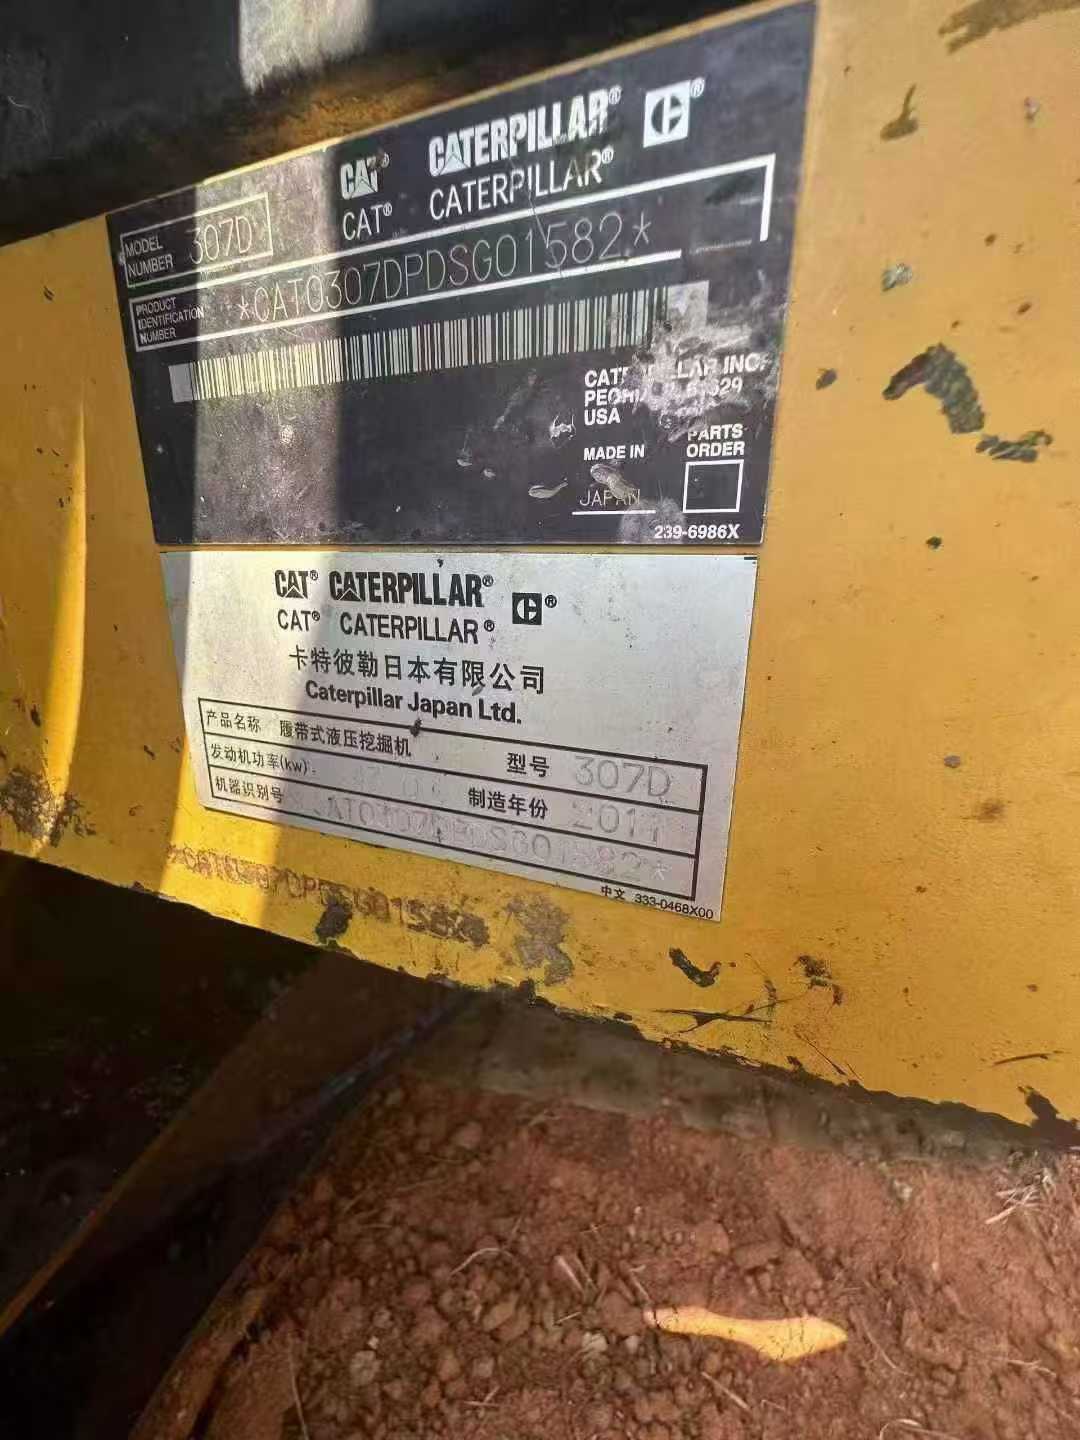 CAT® CATERPILLAR® C®
CAT® CATERPILLAR®
MODEL NUMBER 307D
PRODUCT IDENTIFICATION NUMBER *CAT0307DPDSG01582*
INC.
USA
MADE IN JAPAN
PARTS ORDER
239-6986X
CAT® CATERPILLAR® C®
CAT® CATERPILLAR®
卡特彼勒日本有限公司
Caterpillar Japan Ltd.
产品名称 履带式液压挖掘机 型号 307D
发动机功率(kw) 制造年份 2011
机器识别号 CAT0307DPDSG01582*
中文 333-0468X00
*CAT0307DPDSG01582*